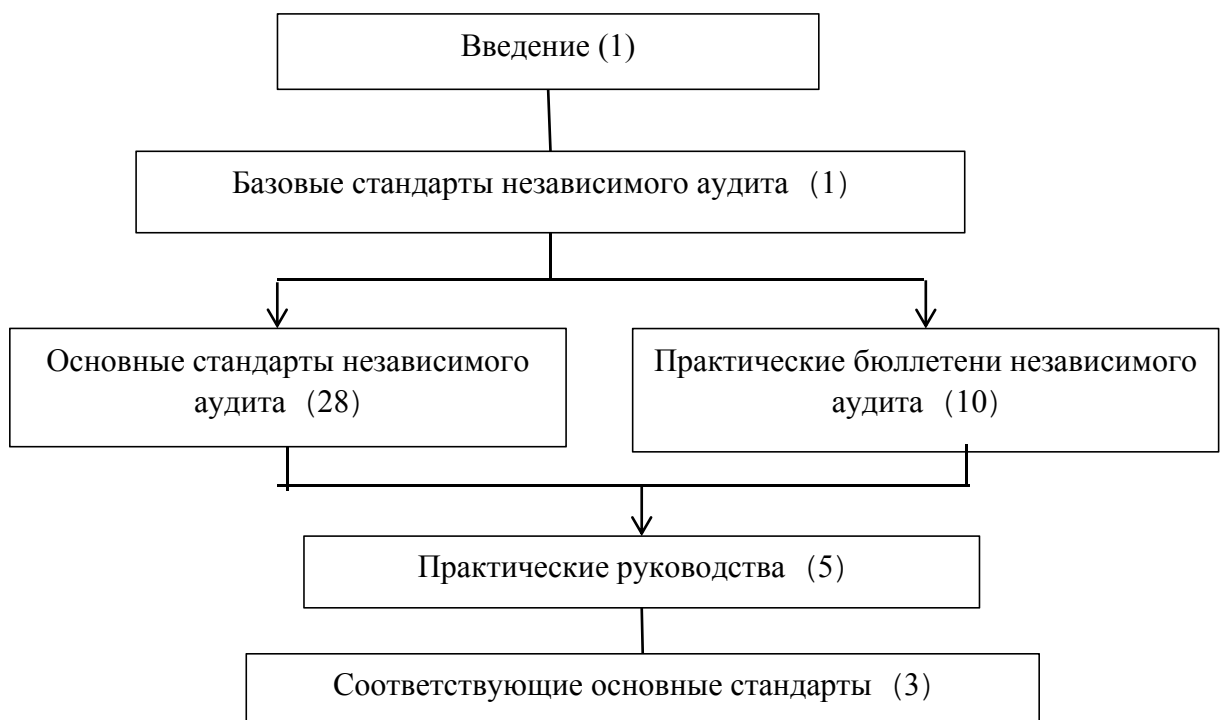 Введение (1)
Базовые стандарты независимого аудита（1）
Основные стандарты независимого
аудита（28）
Практические бюллетени независимого
аудита（10）
Практические руководства（5）
Соответствующие основные стандарты（3）